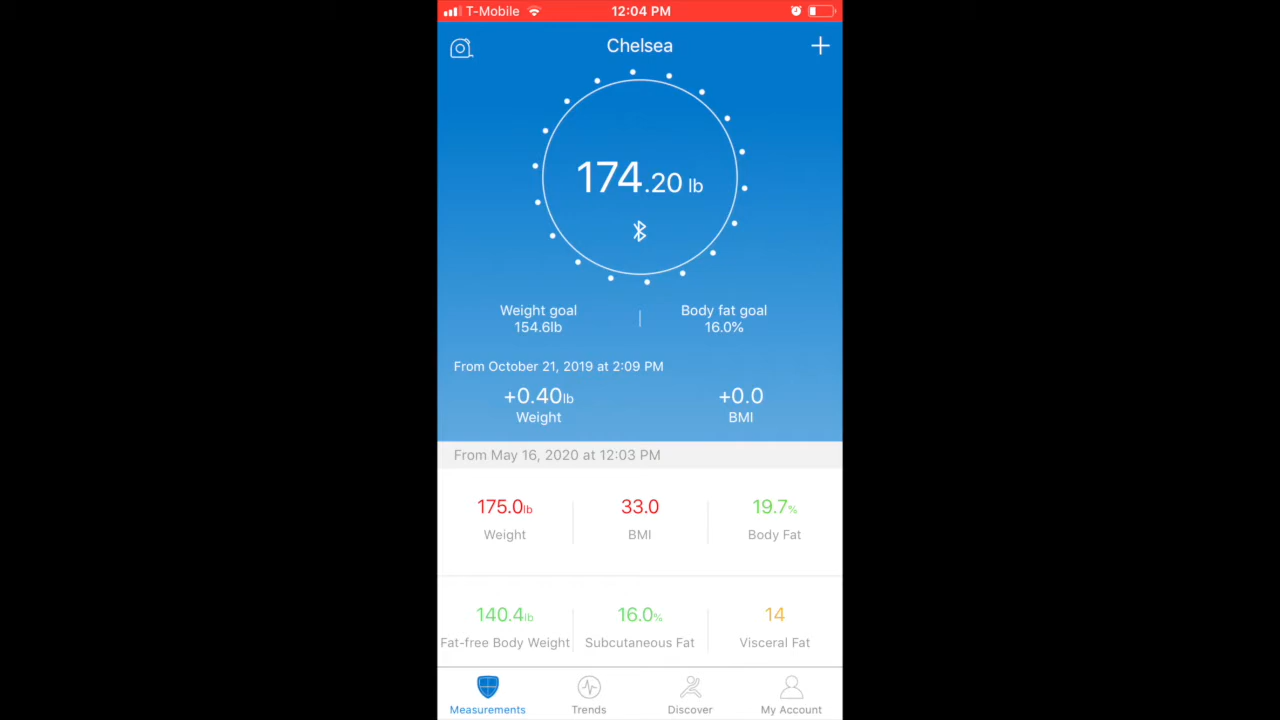 T-Mobile 12:04 PM
Chelsea
174.20 lb
Weight goal Body fat goal
154.6lb 16.0%
From October 21, 2019 at 2:09 PM
+0.40lb +0.0
Weight BMI
From May 16, 2020 at 12:03 PM
175.0lb 33.0 19.7%
Weight BMI Body Fat
140.4lb 16.0% 14
Fat-free Body Weight Subcutaneous Fat Visceral Fat
Measurements Trends Discover My Account